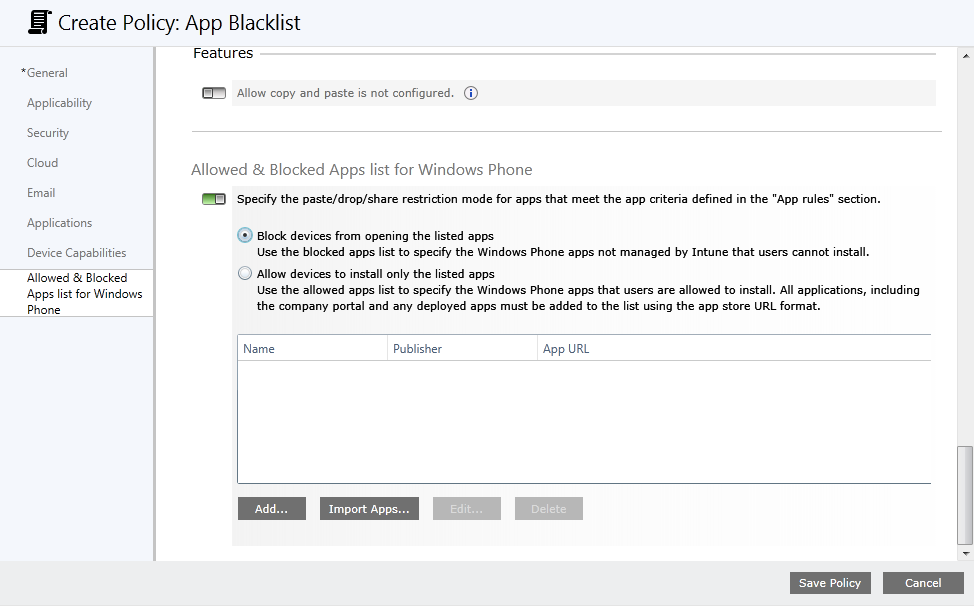 Create Policy: App Blacklist
*General
Applicability
Security
Cloud
Email
Applications
Device Capabilities
Allowed & Blocked
Apps list for Windows
Phone
Features
Allow copy and paste is not configured.
Allowed & Blocked Apps list for Windows Phone
Specify the paste/drop/share restriction mode for apps that meet the app criteria defined in the "App rules" section.
Block devices from opening the listed apps
Use the blocked apps list to specify the Windows Phone apps not managed by Intune that users cannot install.
Allow devices to install only the listed apps
Use the allowed apps list to specify the Windows Phone apps that users are allowed to install. All applications, including
the company portal and any deployed apps must be added to the list using the app store URL format.
Name Publisher App URL
Add... Import Apps... Edit... Delete
Save Policy Cancel